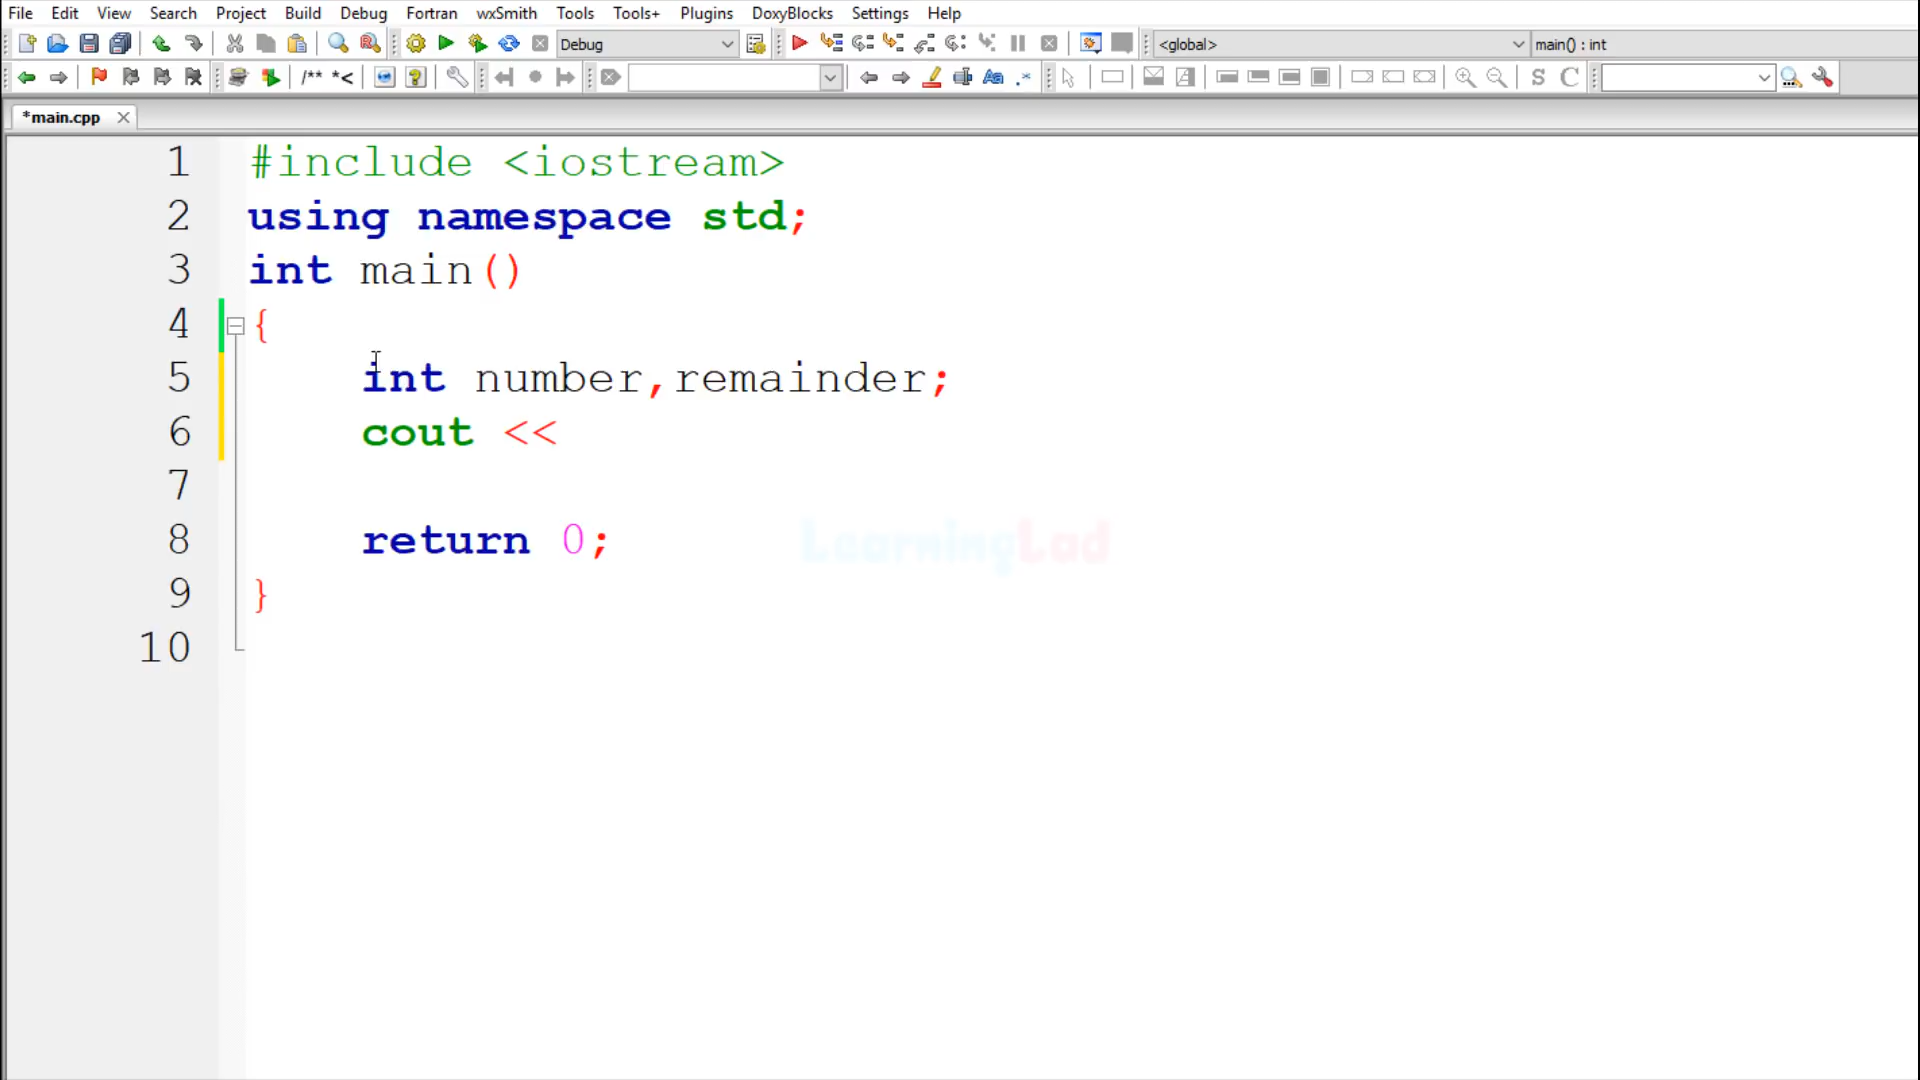 File Edit View Search Project Build Debug Fortran wxSmith Tools Tools+ Plugins DoxyBlocks Settings Help
Debug <global> main() : int
/** *< Aa .* S C
*main.cpp
1 #include <iostream>
2 using namespace std;
3 int main()
4 {
5 int number,remainder;
6 cout <<
7
8 return 0;
9 }
10
LearningLad